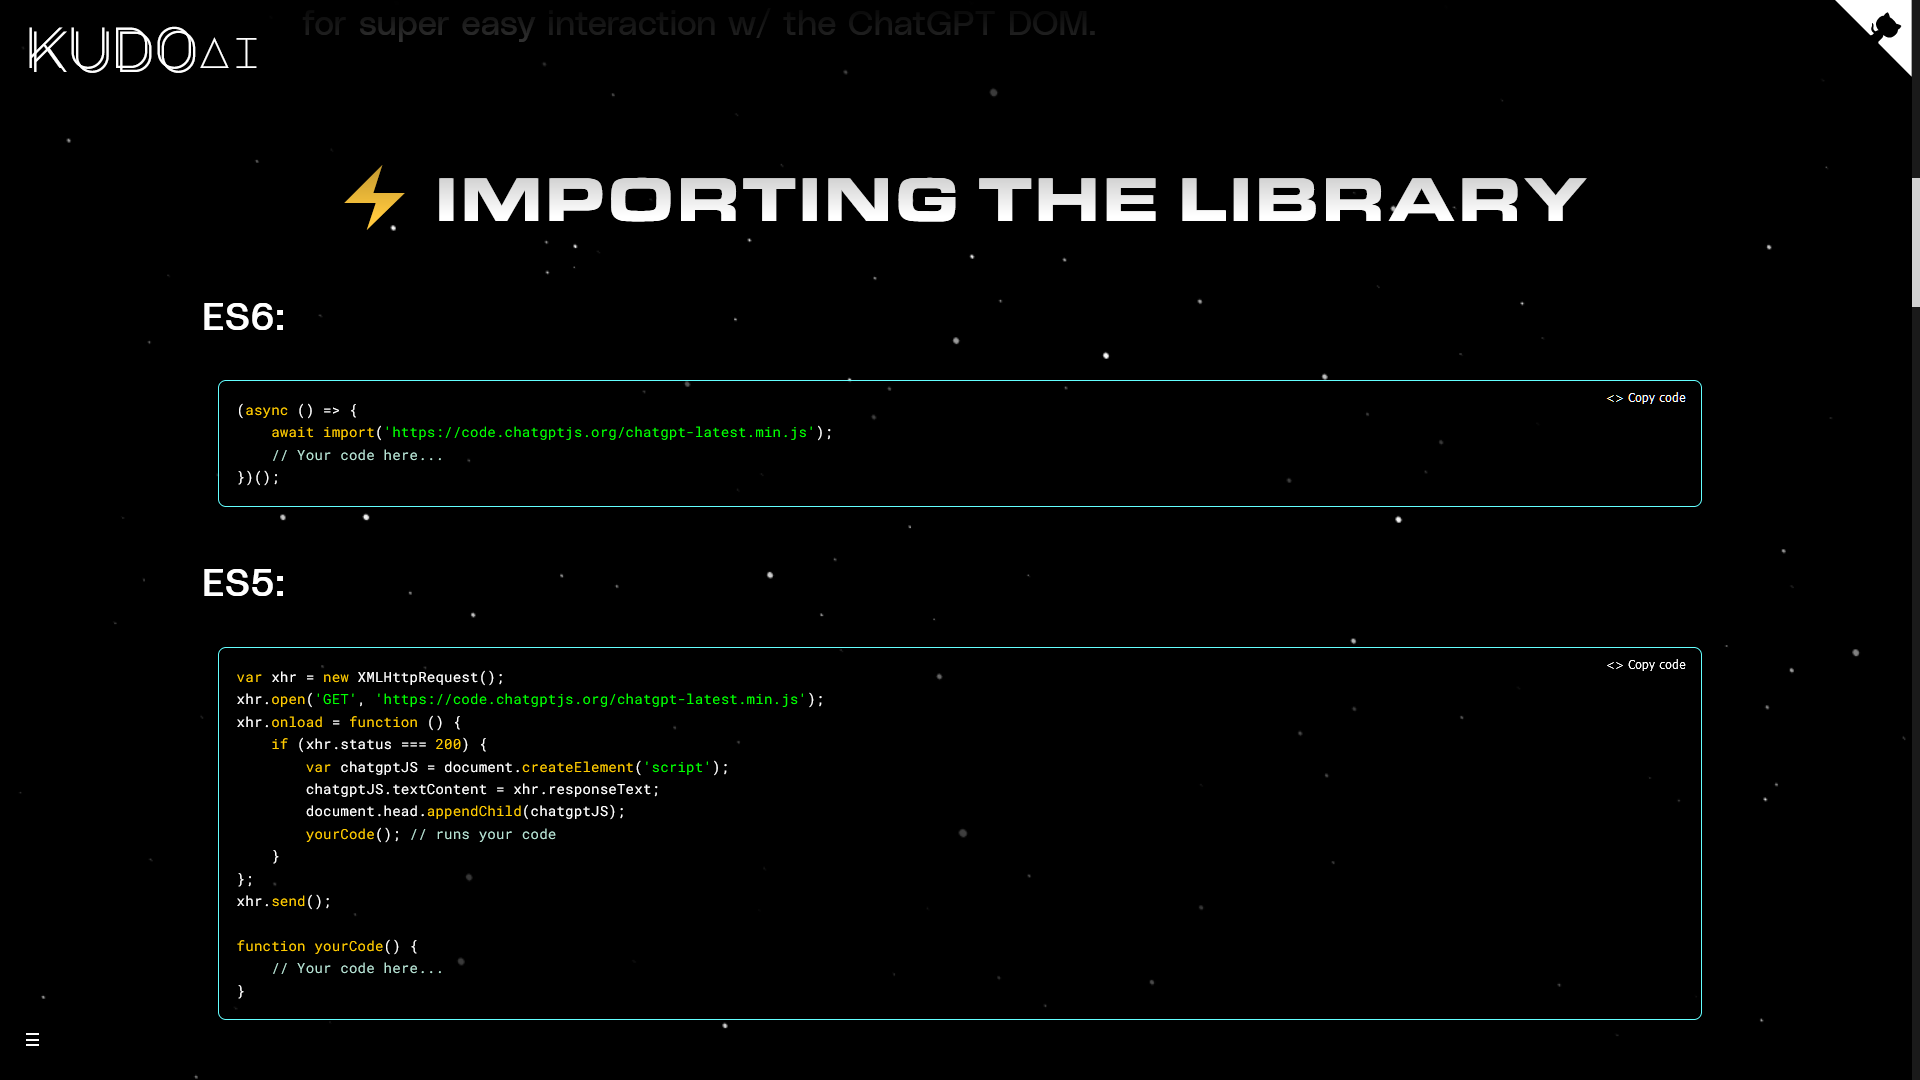 for super easy interaction w/ the ChatGPT DOM.
KUDOAI
⚡ IMPORTING THE LIBRARY
ES6:
<> Copy code
(async () => {
    await import('https://code.chatgptjs.org/chatgpt-latest.min.js');
    // Your code here...
})();
ES5:
<> Copy code
var xhr = new XMLHttpRequest();
xhr.open('GET', 'https://code.chatgptjs.org/chatgpt-latest.min.js');
xhr.onload = function () {
    if (xhr.status === 200) {
        var chatgptJS = document.createElement('script');
        chatgptJS.textContent = xhr.responseText;
        document.head.appendChild(chatgptJS);
        yourCode(); // runs your code
    }
};
xhr.send();

function yourCode() {
    // Your code here...
}